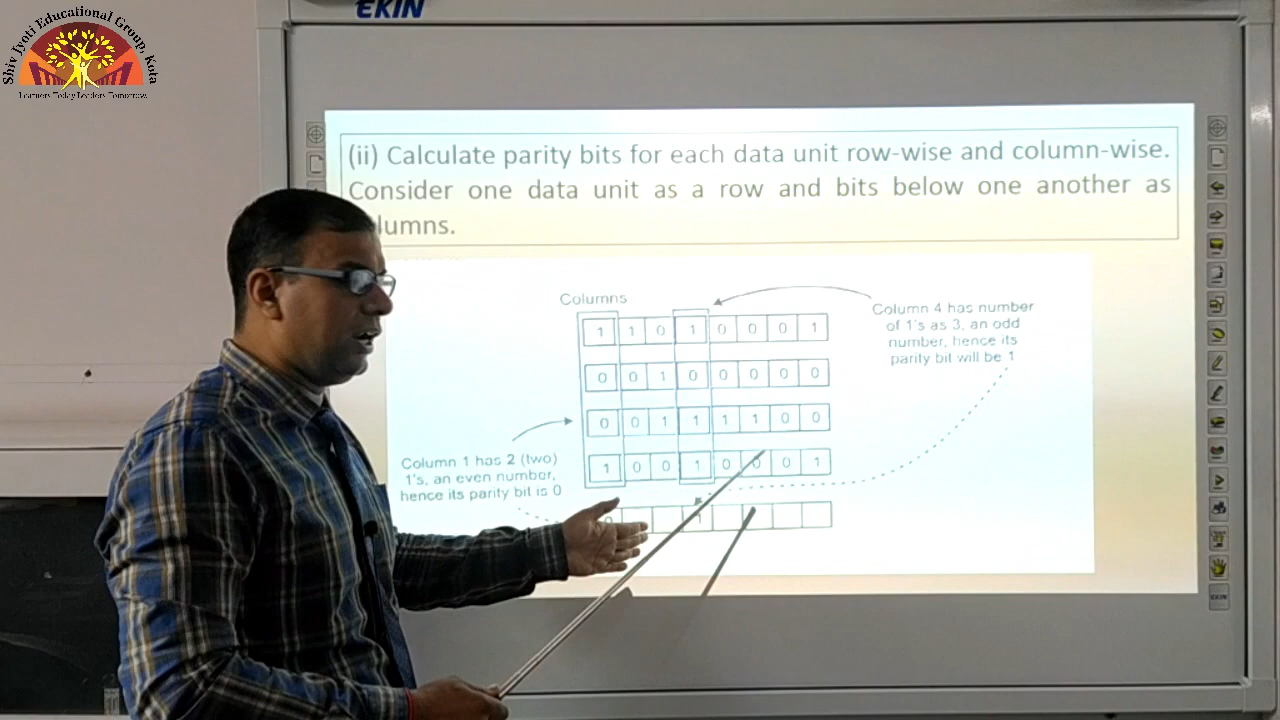 Shiv Jyoti Educational Group, Kota
Learners Today Leaders Tomorrow
EKIN
(ii) Calculate parity bits for each data unit row-wise and column-wise.
Consider one data unit as a row and bits below one another as
lumns.
Columns
Column 4 has number
of 1's as 3, an odd
number, hence its
parity bit will be 1
1 1 0 1 0 0 0 1
0 0 1 0 0 0 0 0
0 0 1 1 1 1 0 0
1 0 0 1 0 0 0 1
Column 1 has 2 (two)
1's, an even number,
hence its parity bit is 0
0 1
EKIN